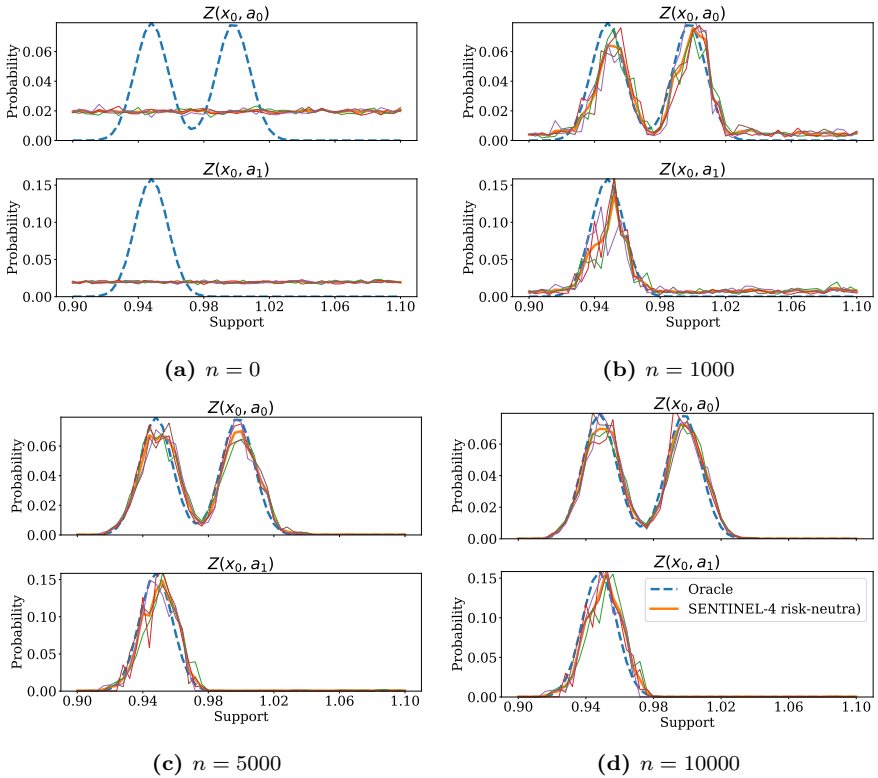 Z(x₀, a₀)
Probability
0.06
0.04
0.02
0.00
Z(x₀, a₁)
Probability
0.15
0.10
0.05
0.00
0.90 0.94 0.98 1.02 1.06 1.10
Support
(a) n = 0
Z(x₀, a₀)
Probability
0.06
0.04
0.02
0.00
Z(x₀, a₁)
Probability
0.15
0.10
0.05
0.00
0.90 0.94 0.98 1.02 1.06 1.10
Support
(b) n = 1000
Z(x₀, a₀)
Probability
0.06
0.04
0.02
0.00
Z(x₀, a₁)
Probability
0.15
0.10
0.05
0.00
0.90 0.94 0.98 1.02 1.06 1.10
Support
(c) n = 5000
Z(x₀, a₀)
Probability
0.06
0.04
0.02
0.00
Z(x₀, a₁)
Probability
0.15
0.10
0.05
0.00
Oracle
SENTINEL-4 risk-neutra)
0.90 0.94 0.98 1.02 1.06 1.10
Support
(d) n = 10000